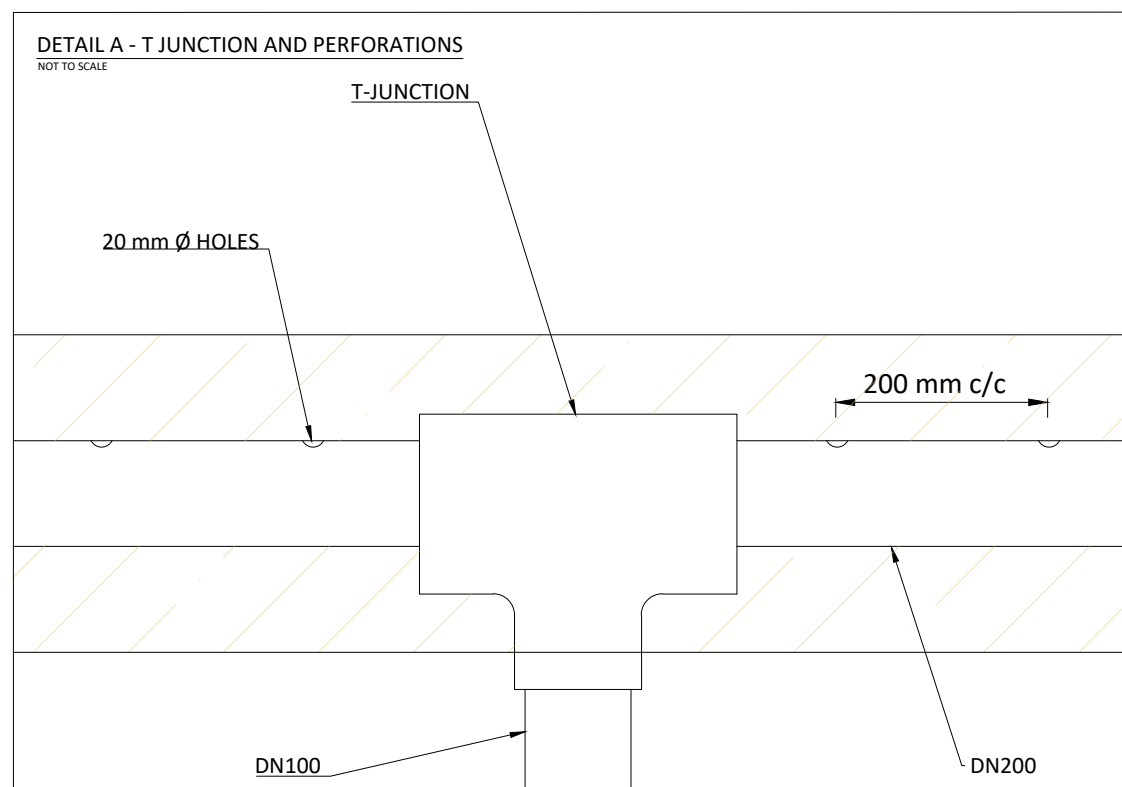 DETAIL A - T JUNCTION AND PERFORATIONS
NOT TO SCALE
T-JUNCTION
20 mm Ø HOLES
200 mm c/c
DN100
DN200